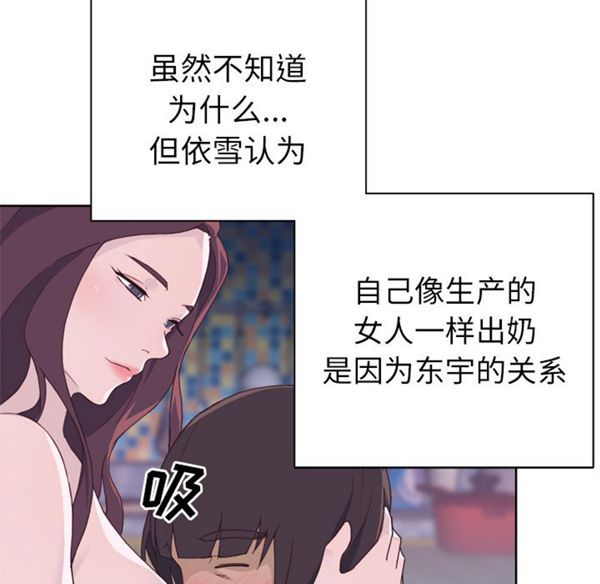 虽然不知道
为什么...
但依雪认为
自己像生产的
女人一样出奶
是因为东宇的关系
吸